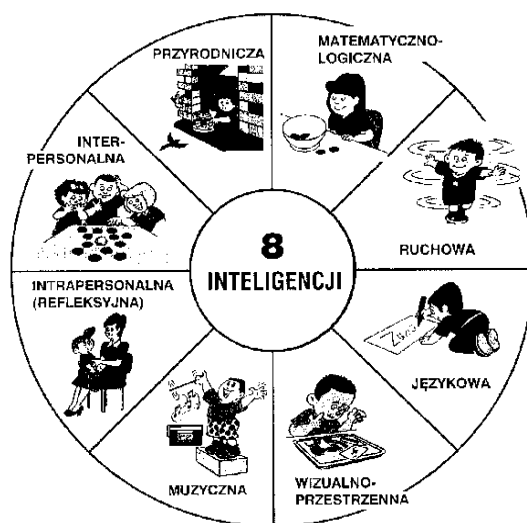 PRZYRODNICZA
MATEMATYCZNO-
LOGICZNA
RUCHOWA
JĘZYKOWA
WIZUALNO-
PRZESTRZENNA
MUZYCZNA
INTRAPERSONALNA
(REFLEKSYJNA)
INTER-
PERSONALNA
8
INTELIGENCJI